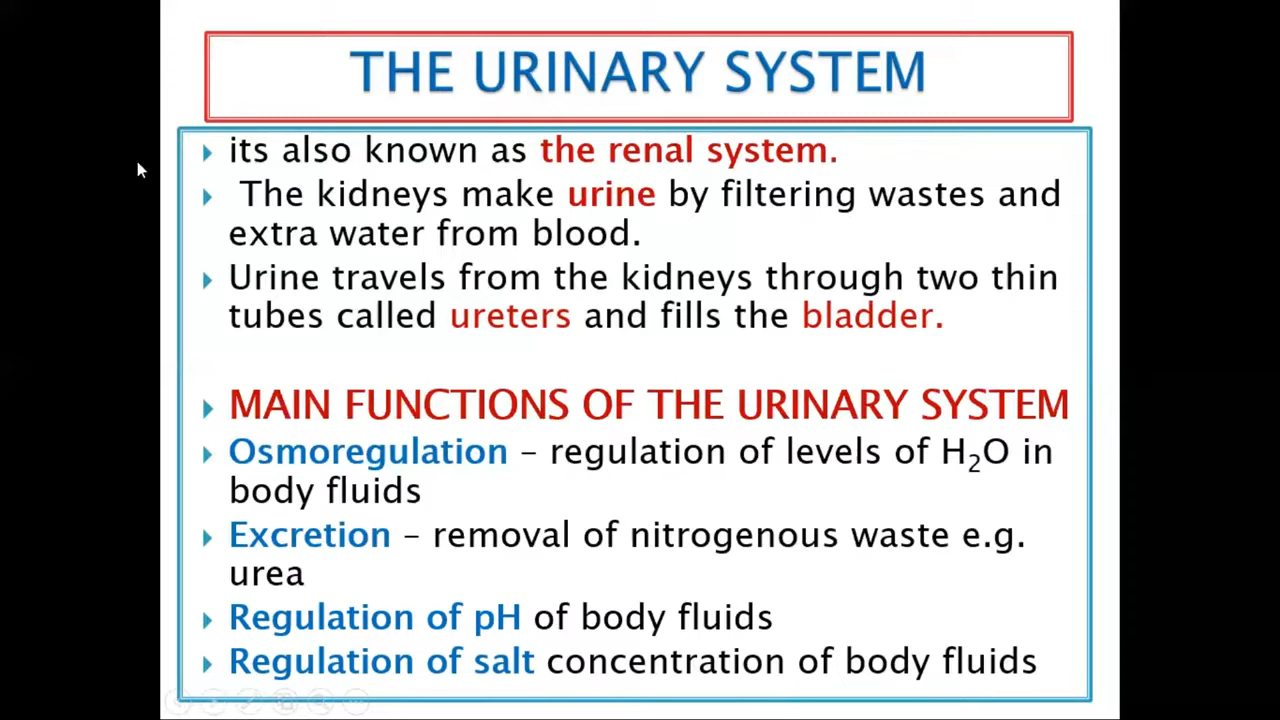 THE URINARY SYSTEM
its also known as the renal system.
The kidneys make urine by filtering wastes and
extra water from blood.
Urine travels from the kidneys through two thin
tubes called ureters and fills the bladder.
MAIN FUNCTIONS OF THE URINARY SYSTEM
Osmoregulation – regulation of levels of H₂O in
body fluids
Excretion – removal of nitrogenous waste e.g.
urea
Regulation of pH of body fluids
Regulation of salt concentration of body fluids